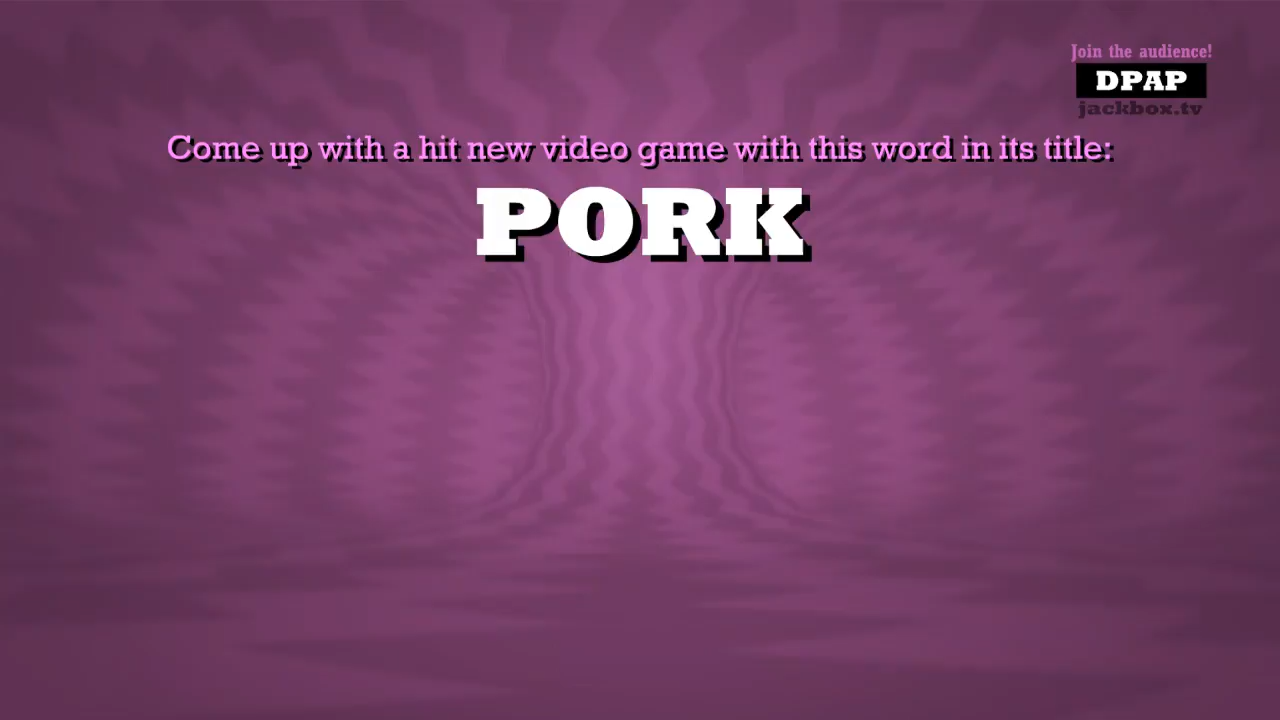 Join the audience!
DPAP
jackbox.tv
Come up with a hit new video game with this word in its title:
PORK